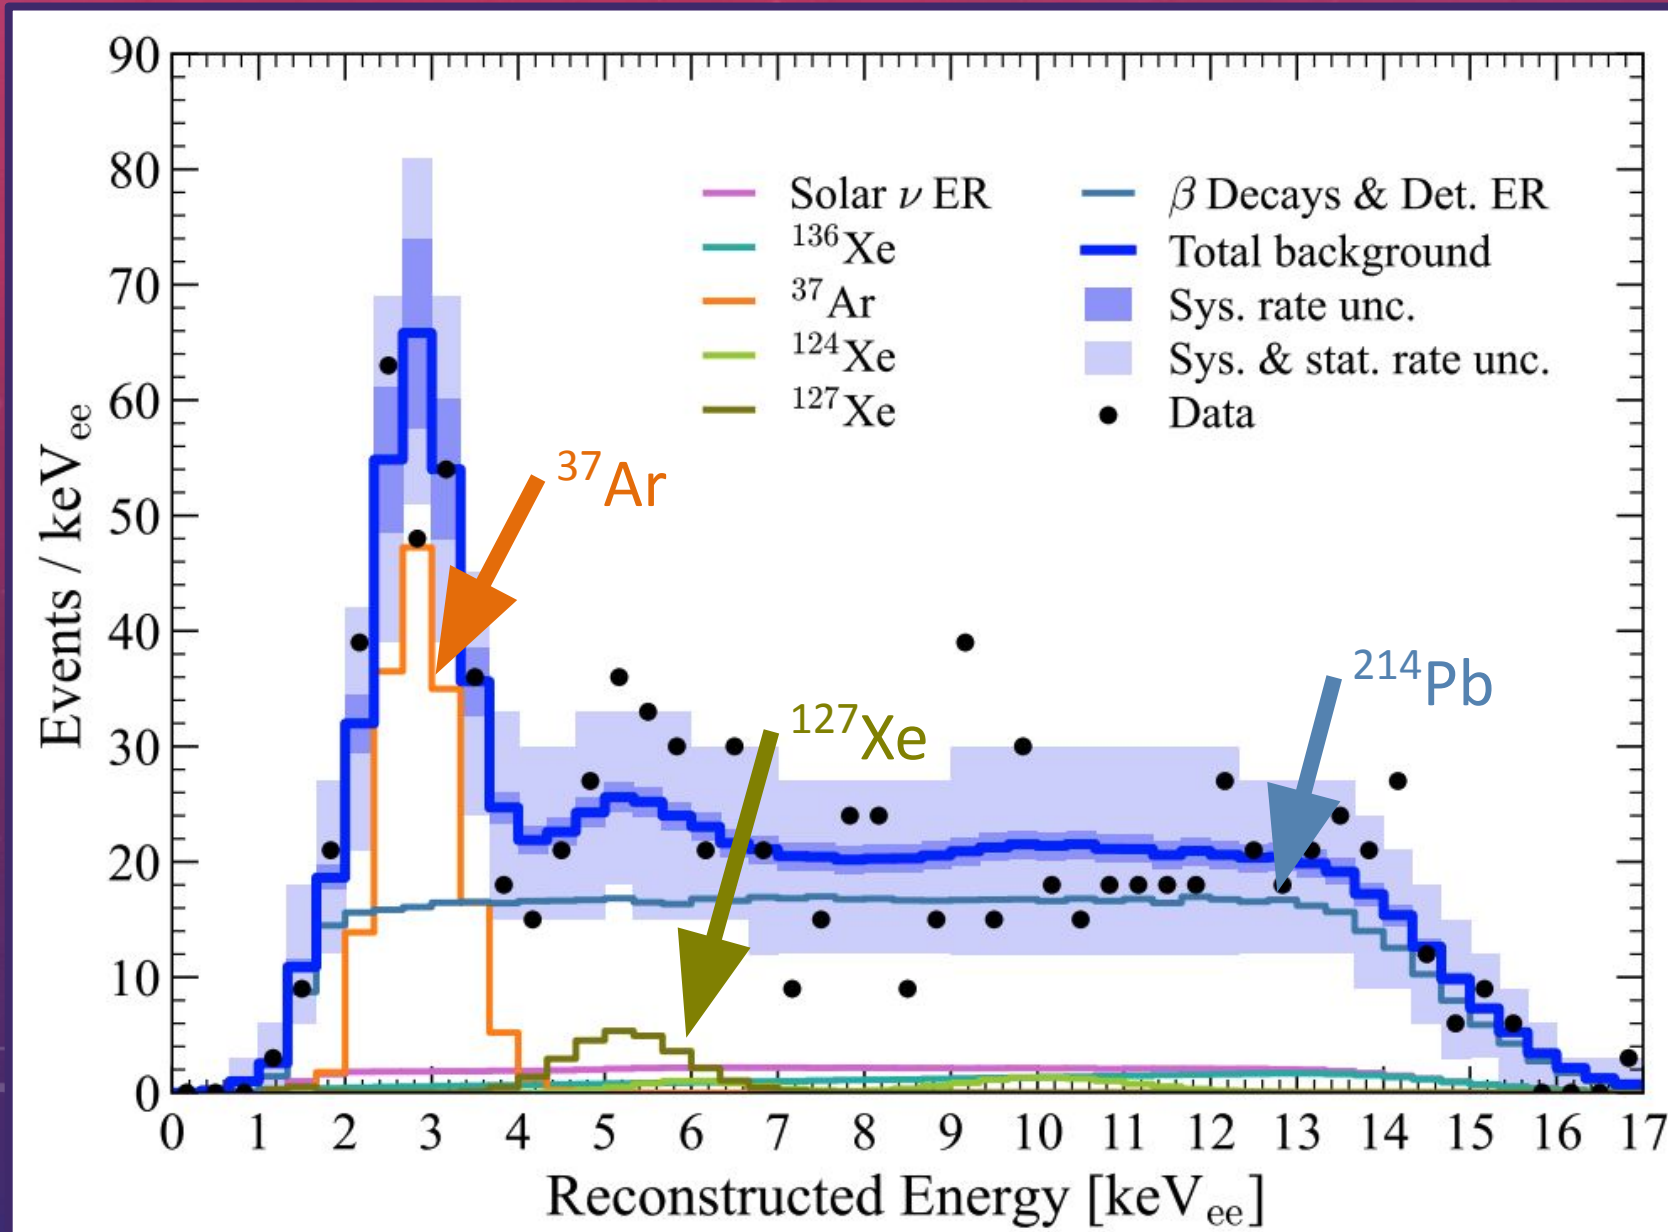 Events / keVee
90
80
70
60
50
40
30
20
10
0
Solar ν ER
136Xe
37Ar
124Xe
127Xe
β Decays & Det. ER
Total background
Sys. rate unc.
Sys. & stat. rate unc.
Data
37Ar
127Xe
214Pb
0 1 2 3 4 5 6 7 8 9 10 11 12 13 14 15 16 17
Reconstructed Energy [keVee]